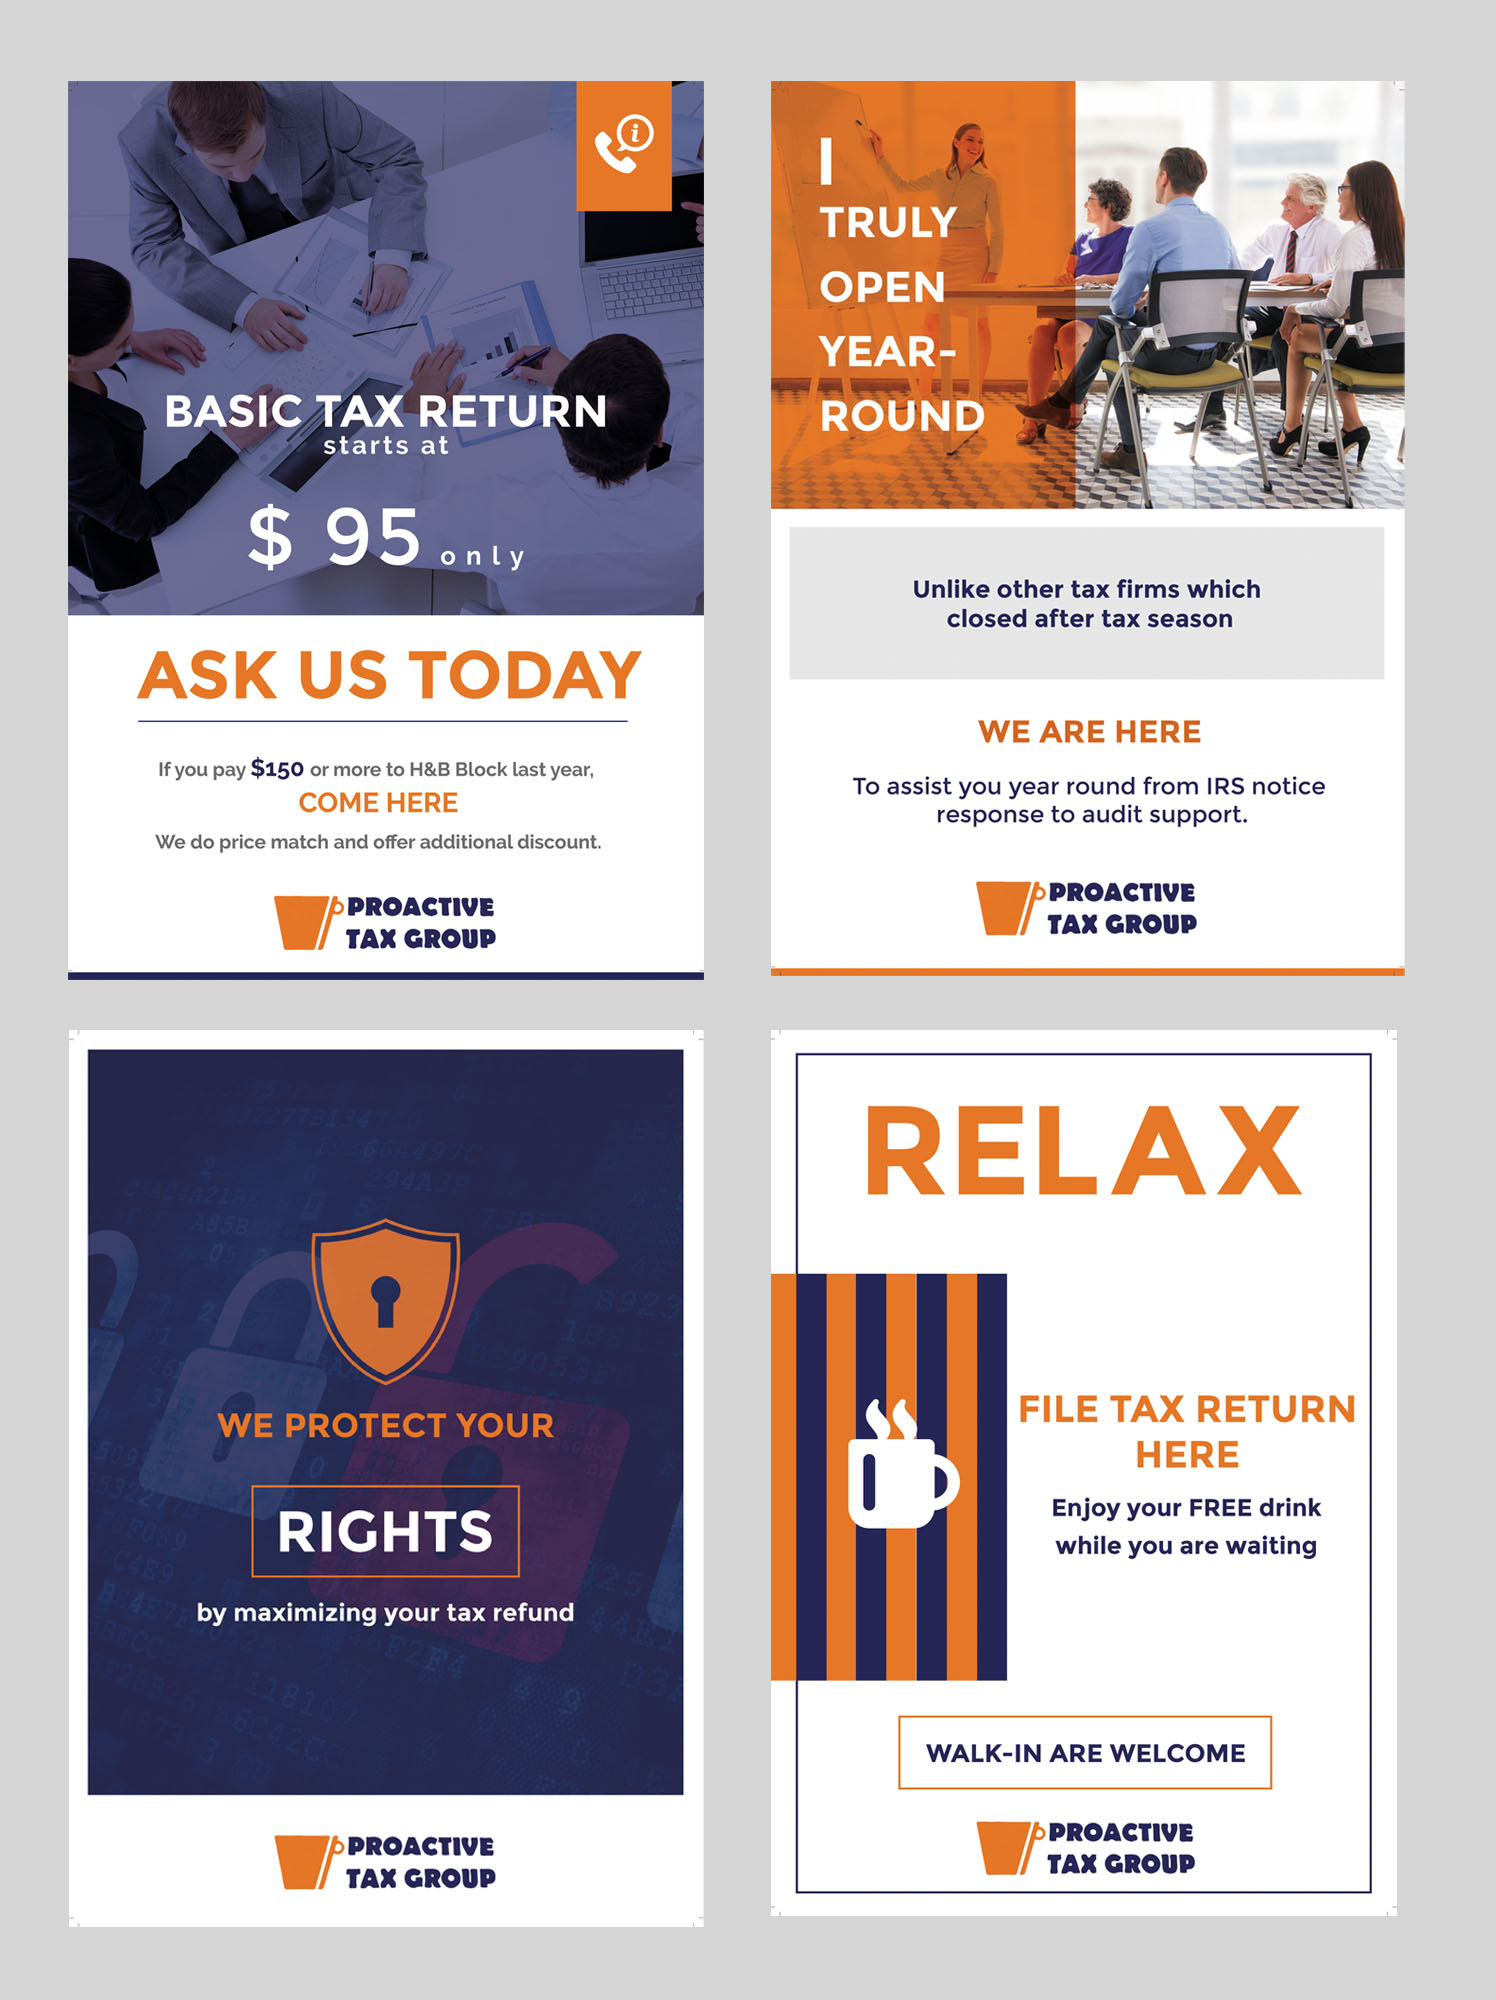 BASIC TAX RETURN
starts at
$ 95 only
ASK US TODAY
If you pay $150 or more to H&B Block last year,
COME HERE
We do price match and offer additional discount.
PROACTIVE
TAX GROUP
I
TRULY
OPEN
YEAR-
ROUND
Unlike other tax firms which
closed after tax season
WE ARE HERE
To assist you year round from IRS notice
response to audit support.
PROACTIVE
TAX GROUP
WE PROTECT YOUR
RIGHTS
by maximizing your tax refund
PROACTIVE
TAX GROUP
RELAX
FILE TAX RETURN
HERE
Enjoy your FREE drink
while you are waiting
WALK-IN ARE WELCOME
PROACTIVE
TAX GROUP